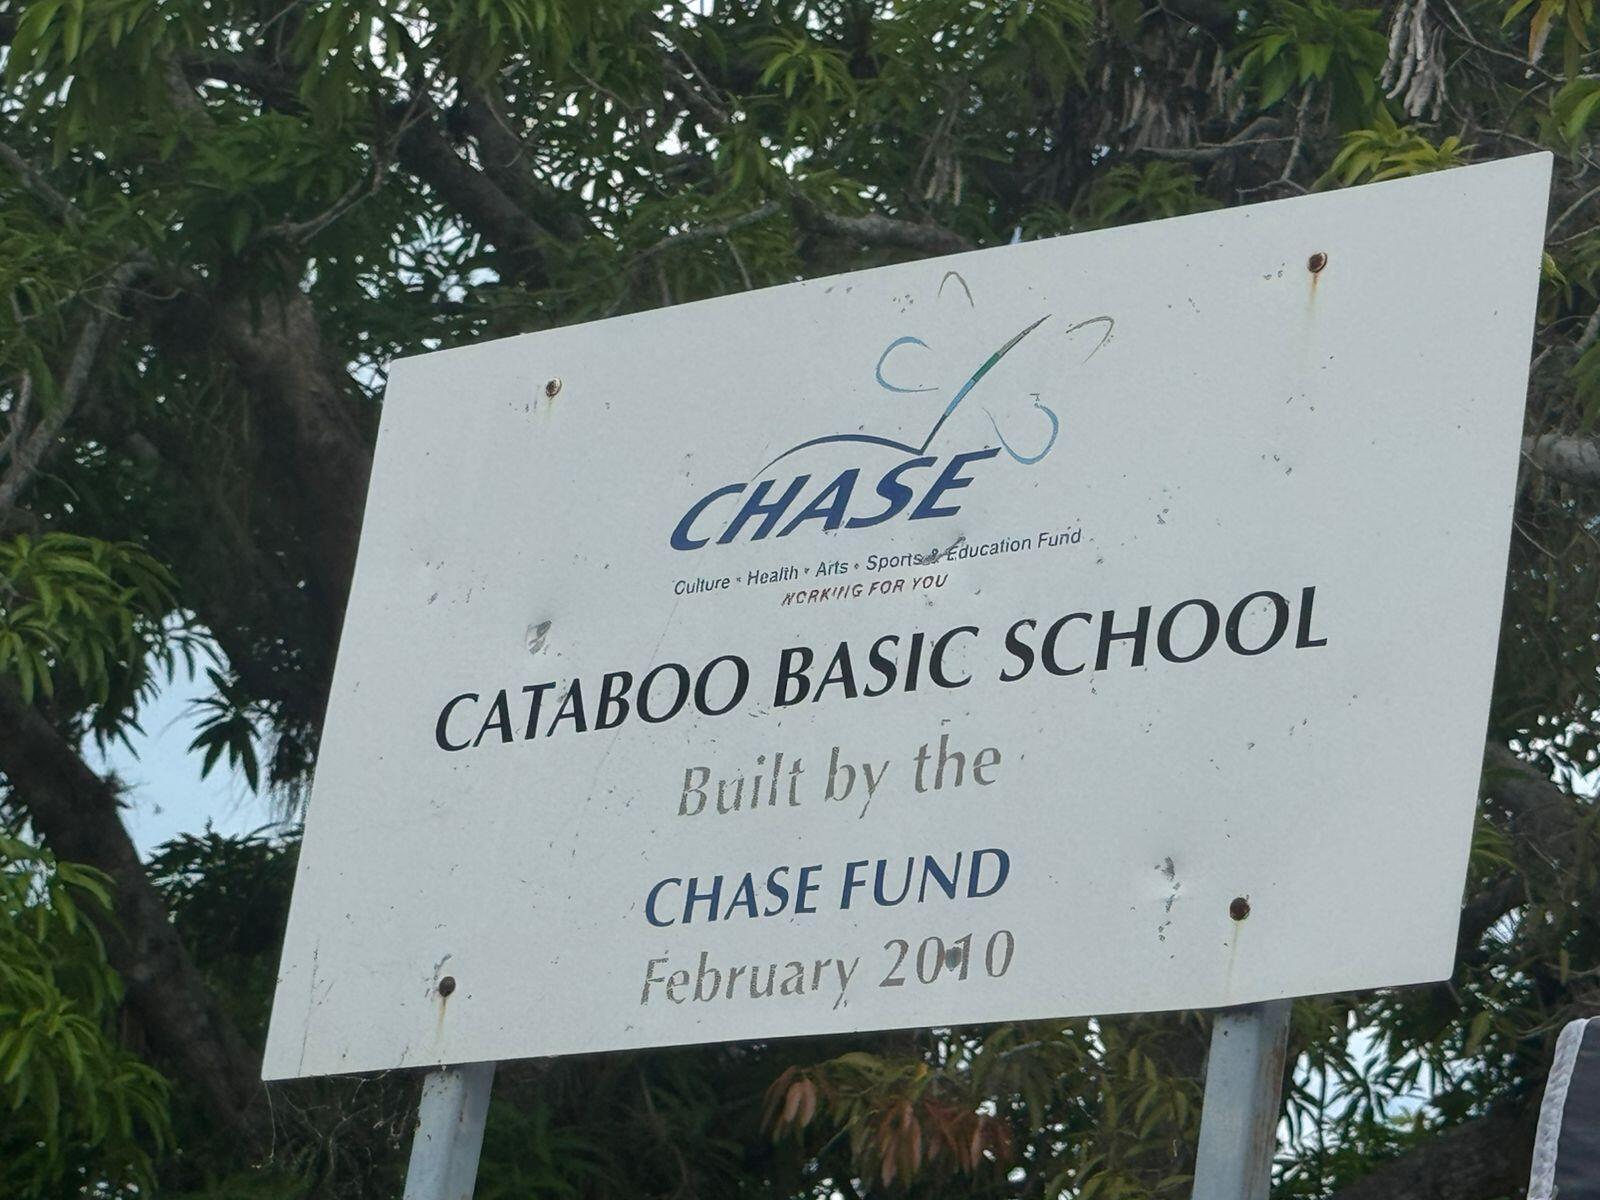 CHASE
Culture • Health • Arts • Sports & Education Fund
WORKING FOR YOU
CATABOO BASIC SCHOOL
Built by the
CHASE FUND
February 2010